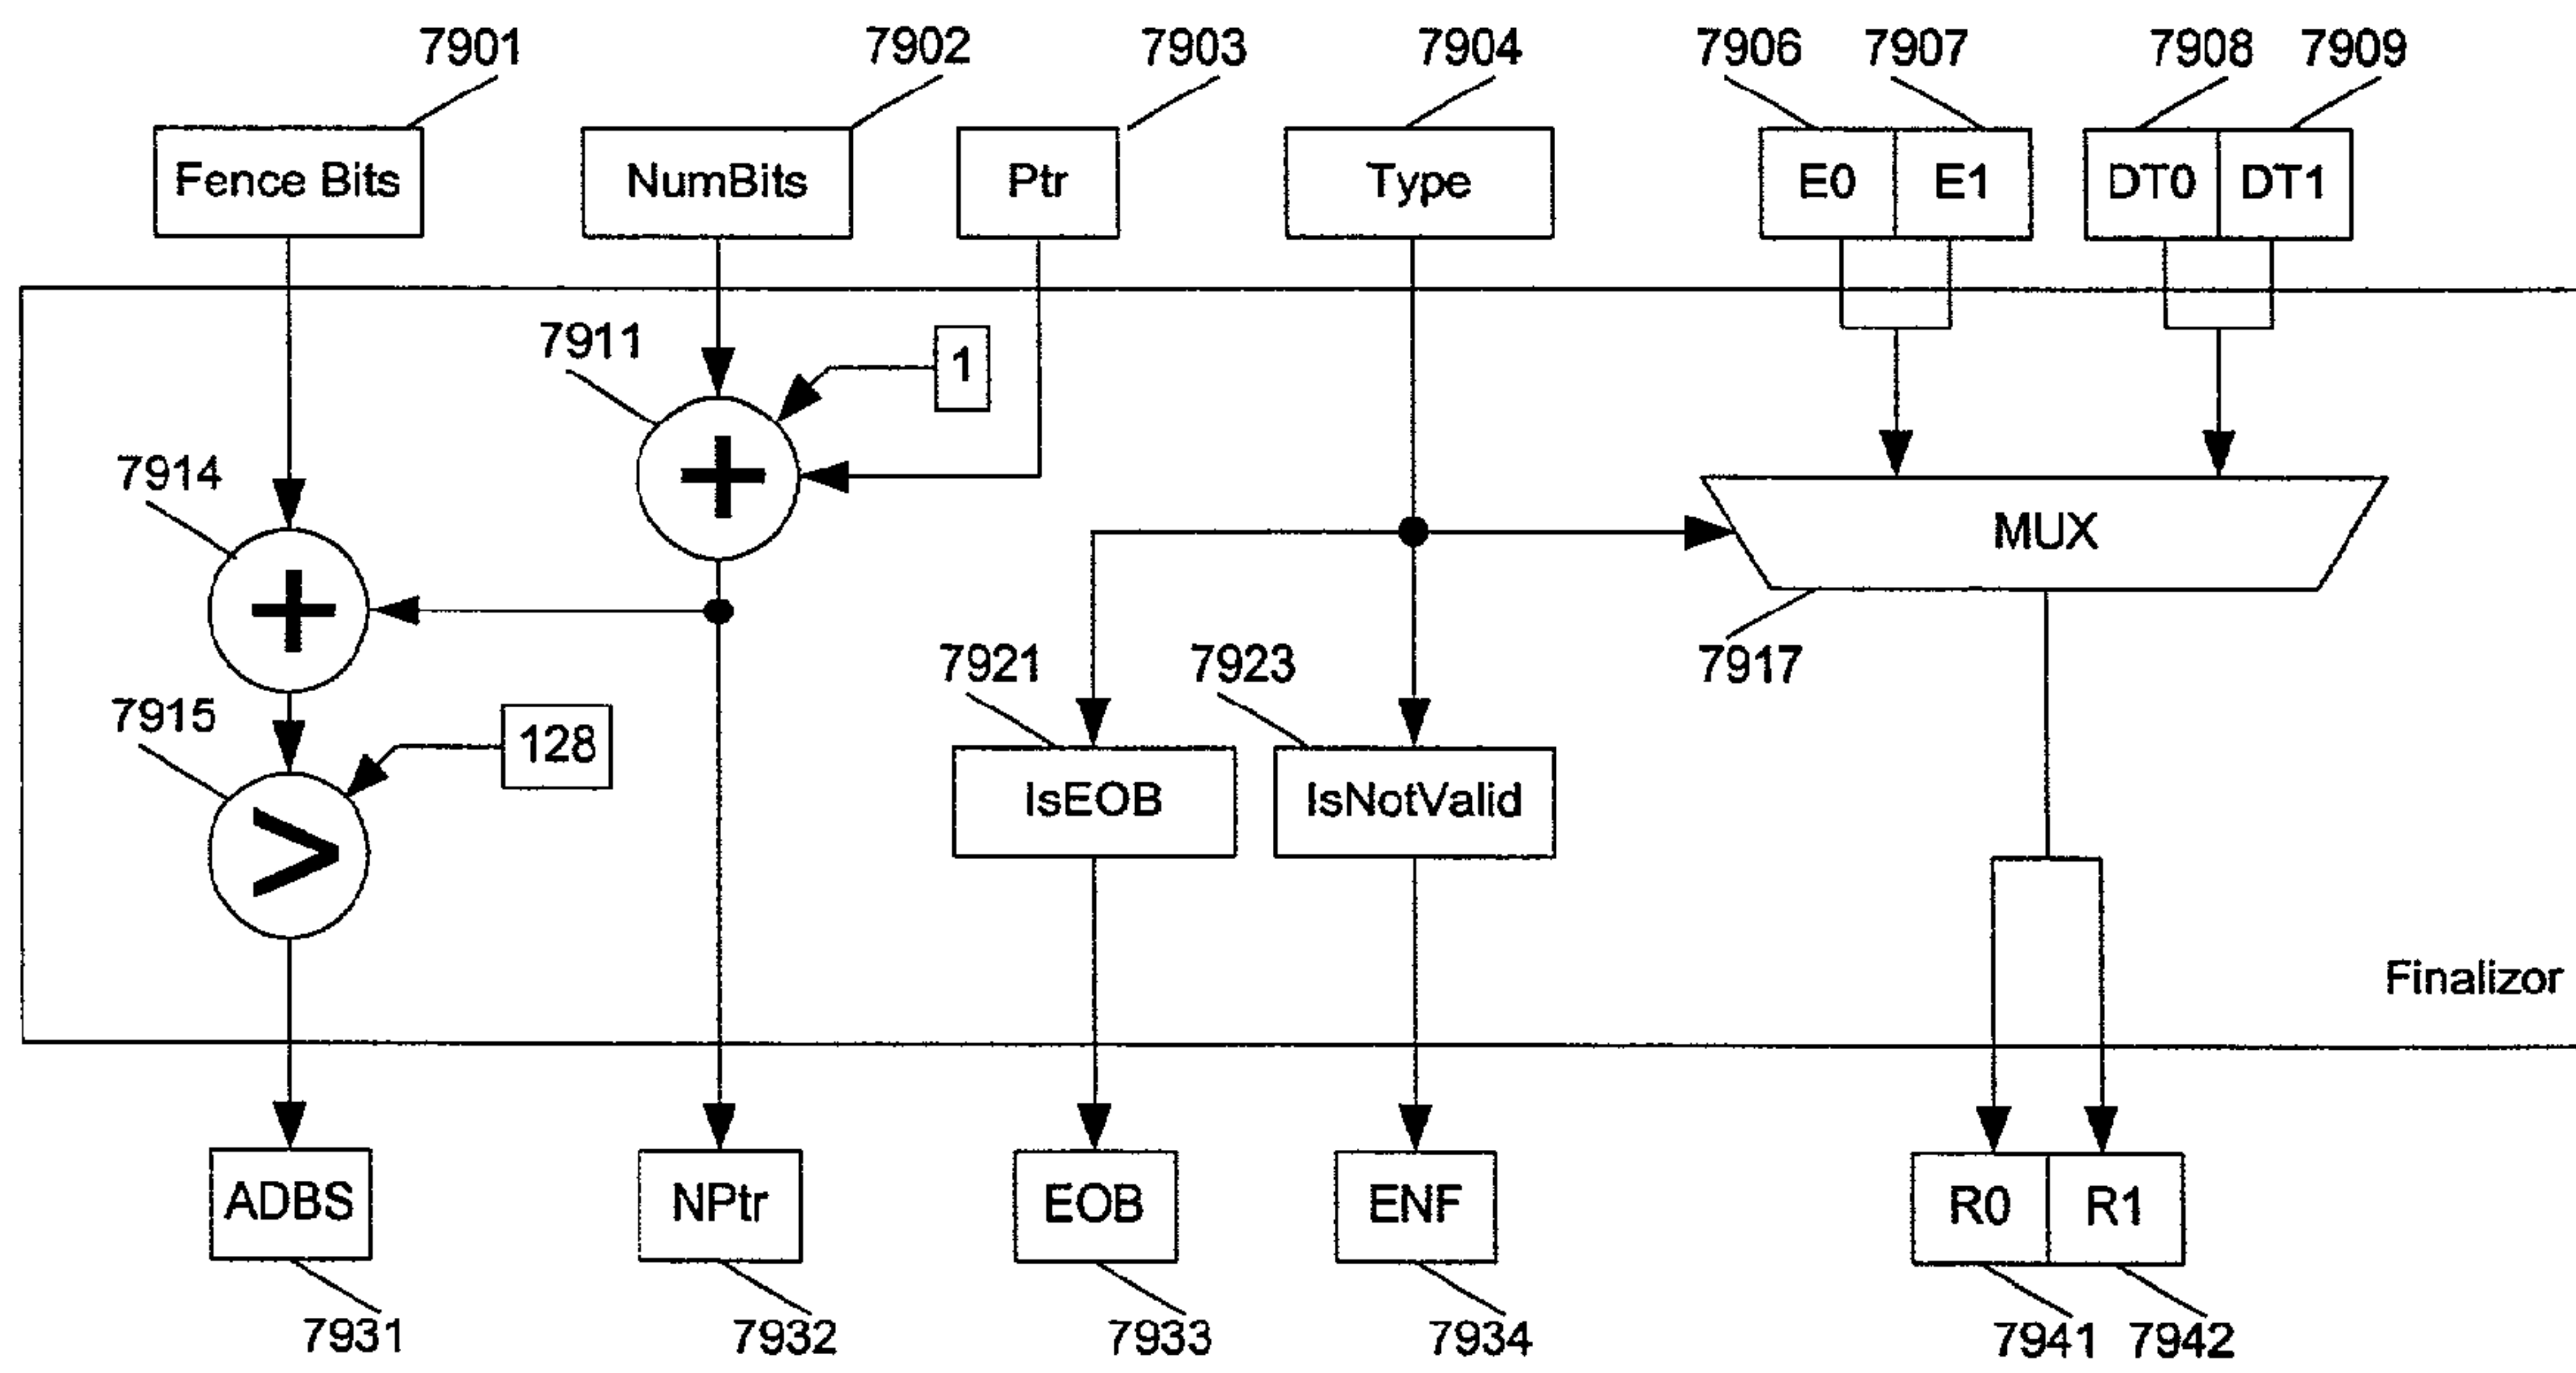 7901 7902 7903 7904 7906 7907 7908 7909
Fence Bits NumBits Ptr Type E0 E1 DT0 DT1
7911 1
+
7914
+
MUX
7921 7923 7917
7915 128
IsEOB IsNotValid
>
Finalizor
ADBS NPtr EOB ENF R0 R1
7931 7932 7933 7934 7941 7942